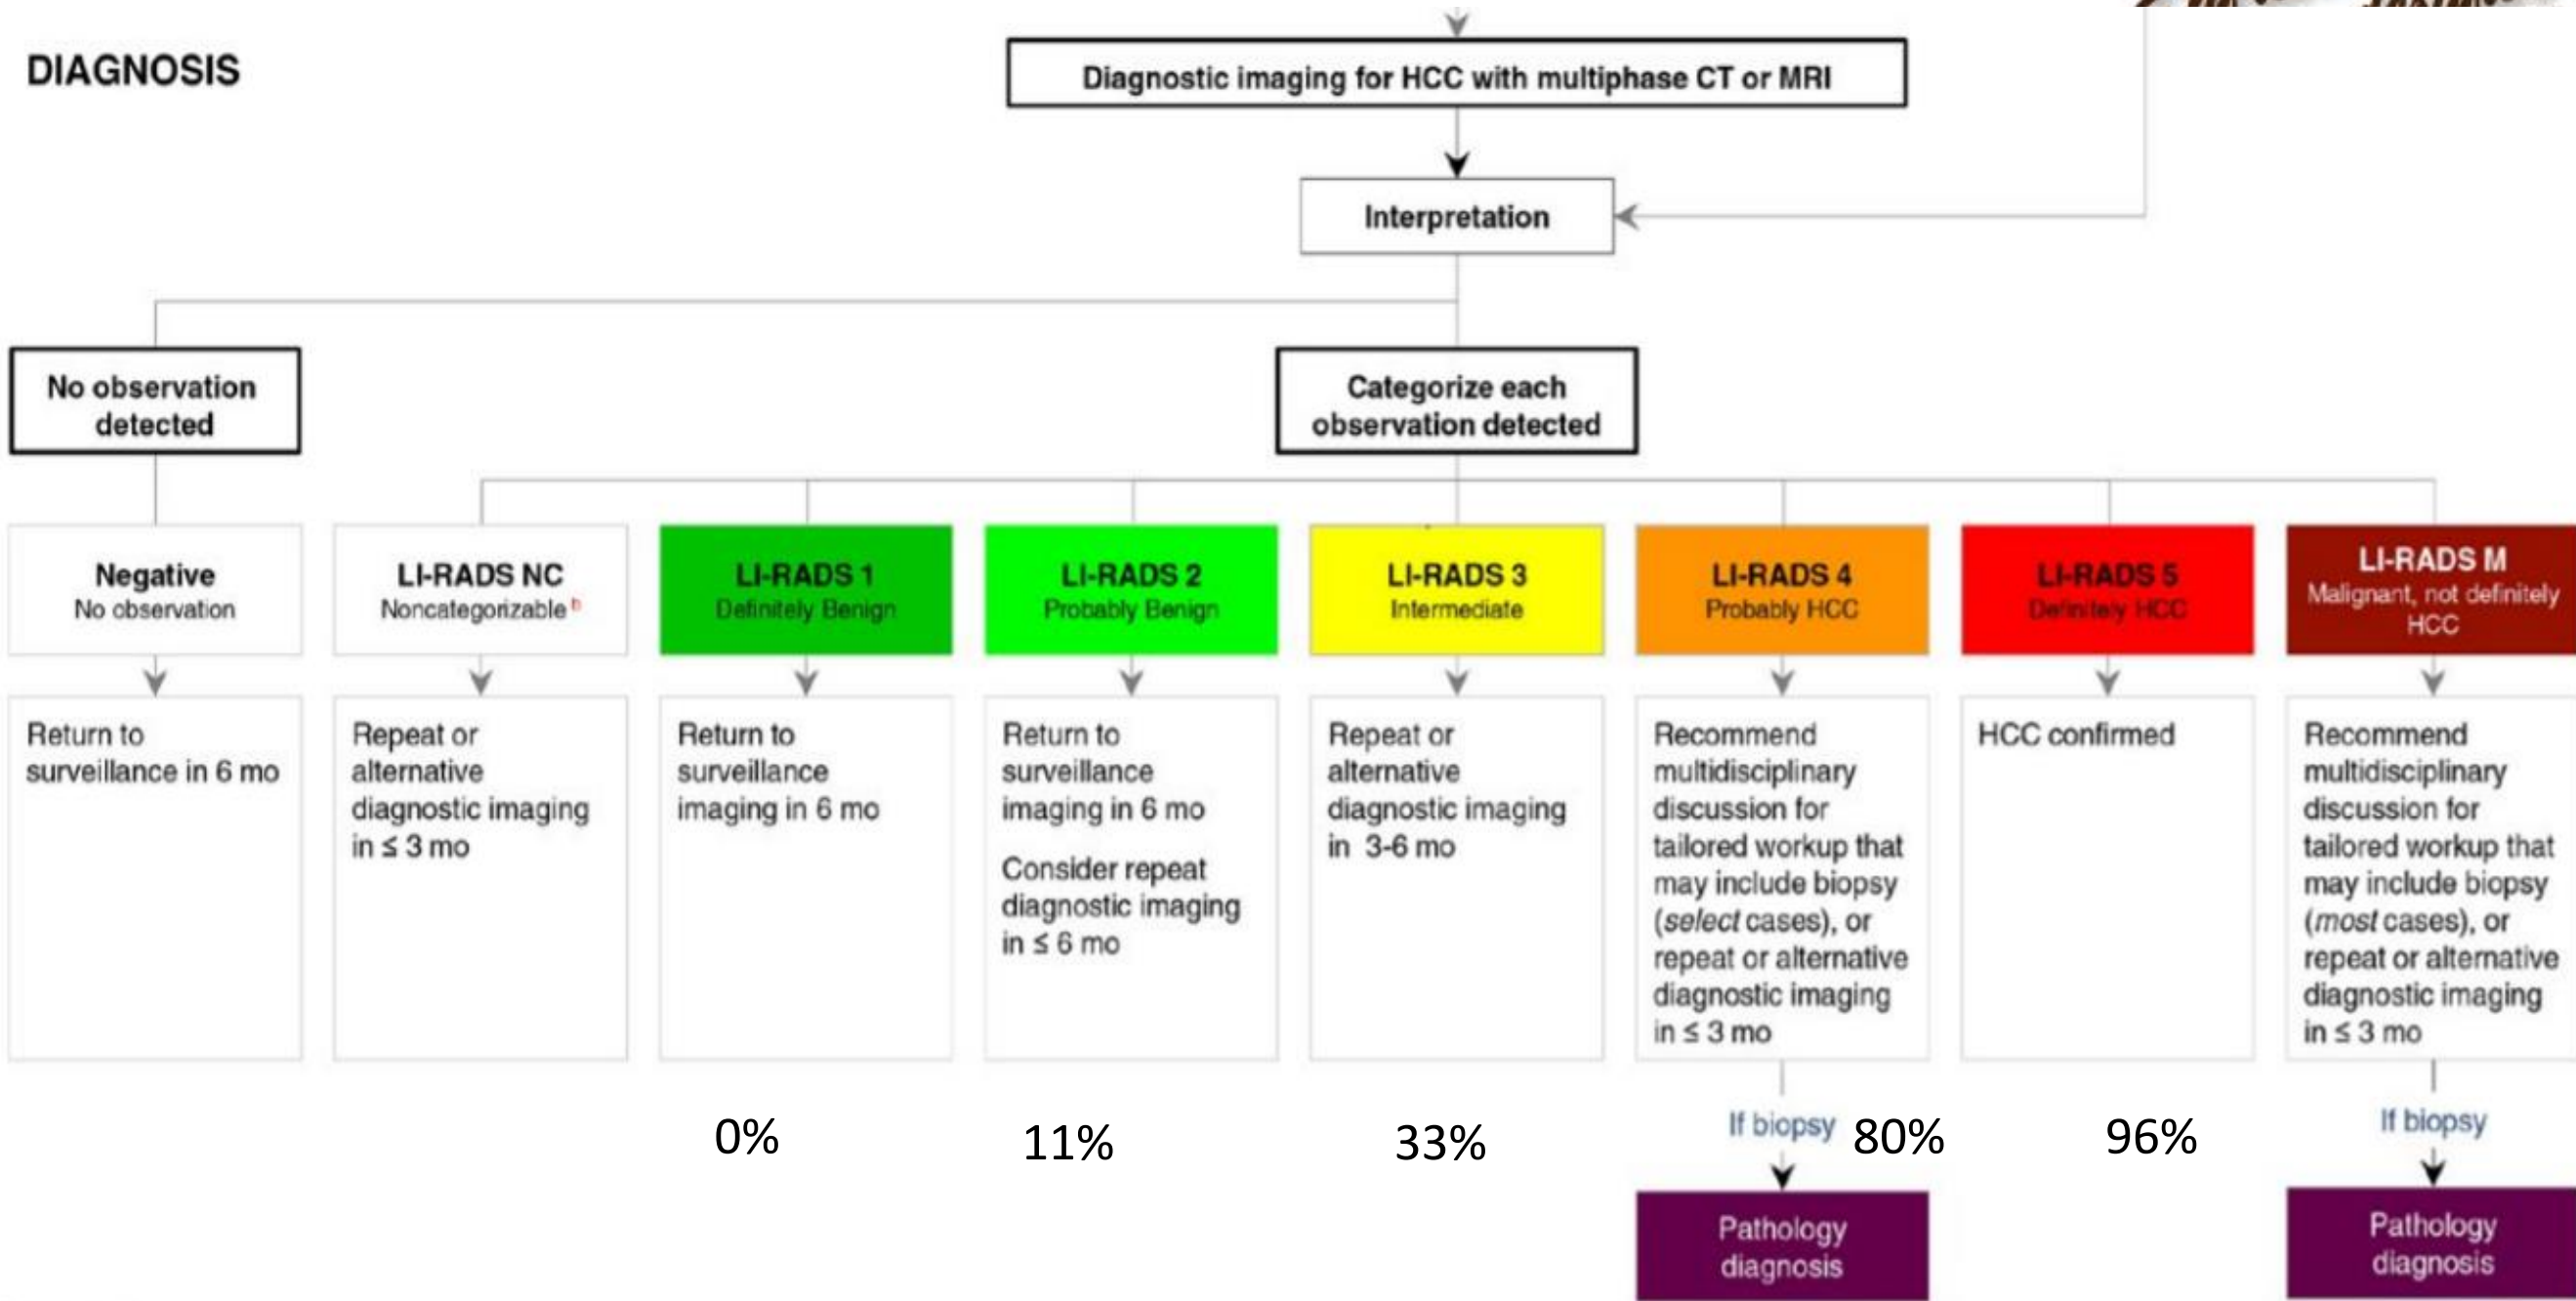 DIAGNOSIS
Diagnostic imaging for HCC with multiphase CT or MRI
Interpretation
No observation
detected
Categorize each
observation detected
Negative
No observation
LI-RADS NC
Noncategorizable b
LI-RADS 1
Definitely Benign
LI-RADS 2
Probably Benign
LI-RADS 3
Intermediate
LI-RADS 4
Probably HCC
LI-RADS 5
Definitely HCC
LI-RADS M
Malignant, not definitely
HCC
Return to
surveillance in 6 mo
Repeat or
alternative
diagnostic imaging
in ≤ 3 mo
Return to
surveillance
imaging in 6 mo
Return to
surveillance
imaging in 6 mo
Consider repeat
diagnostic imaging
in ≤ 6 mo
Repeat or
alternative
diagnostic imaging
in 3-6 mo
Recommend
multidisciplinary
discussion for
tailored workup that
may include biopsy
(select cases), or
repeat or alternative
diagnostic imaging
in ≤ 3 mo
HCC confirmed
Recommend
multidisciplinary
discussion for
tailored workup that
may include biopsy
(most cases), or
repeat or alternative
diagnostic imaging
in ≤ 3 mo
0%
11%
33%
If biopsy
80%
96%
If biopsy
Pathology
diagnosis
Pathology
diagnosis